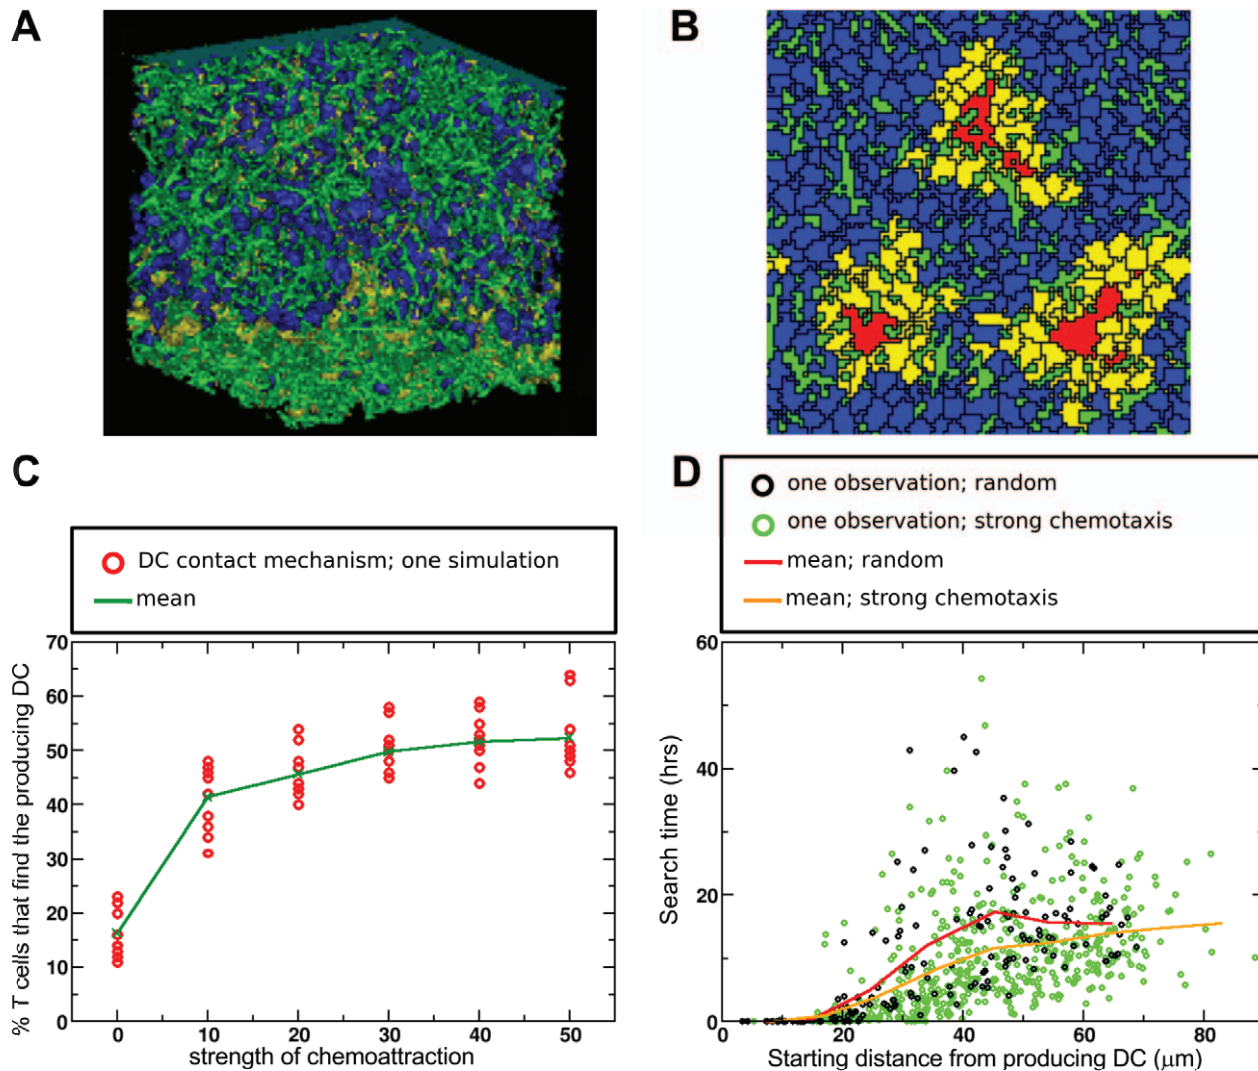 A
B
C
DC contact mechanism; one simulation
mean
% T cells that find the producing DC
70
60
50
40
30
20
10
0
0 10 20 30 40 50
strength of chemoattraction
D
one observation; random
one observation; strong chemotaxis
mean; random
mean; strong chemotaxis
Search time (hrs)
60
40
20
0
0 20 40 60 80
Starting distance from producing DC (μm)